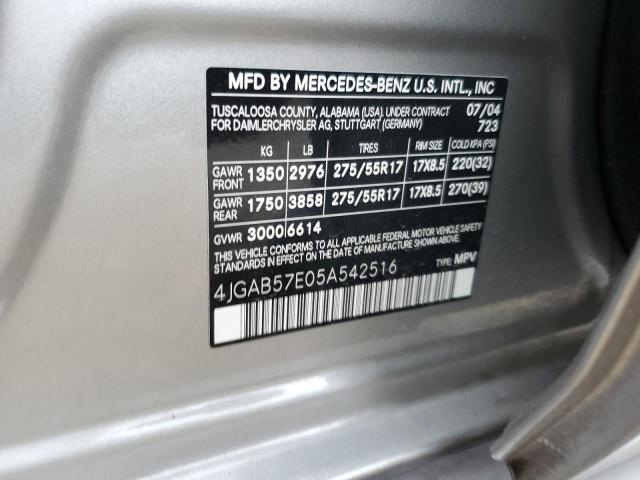 MFD BY MERCEDES-BENZ U.S. INTL., INC
TUSCALOOSA COUNTY, ALABAMA (USA). UNDER CONTRACT 07/04
FOR DAIMLERCHRYSLER AG, STUTTGART (GERMANY) 723
KG LB TIRES RIM SIZE COLD KPA (PSI)
GAWR FRONT 1350 2976 275/55R17 17X8.5 220(32)
GAWR REAR 1750 3858 275/55R17 17X8.5 270(39)
GVWR 3000 6614
THIS VEHICLE CONFORMS TO ALL APPLICABLE FEDERAL MOTOR VEHICLE SAFETY
STANDARDS IN EFFECT ON THE DATE OF MANUFACTURE SHOWN ABOVE.
4JGAB57E05A542516 TYPE: MPV